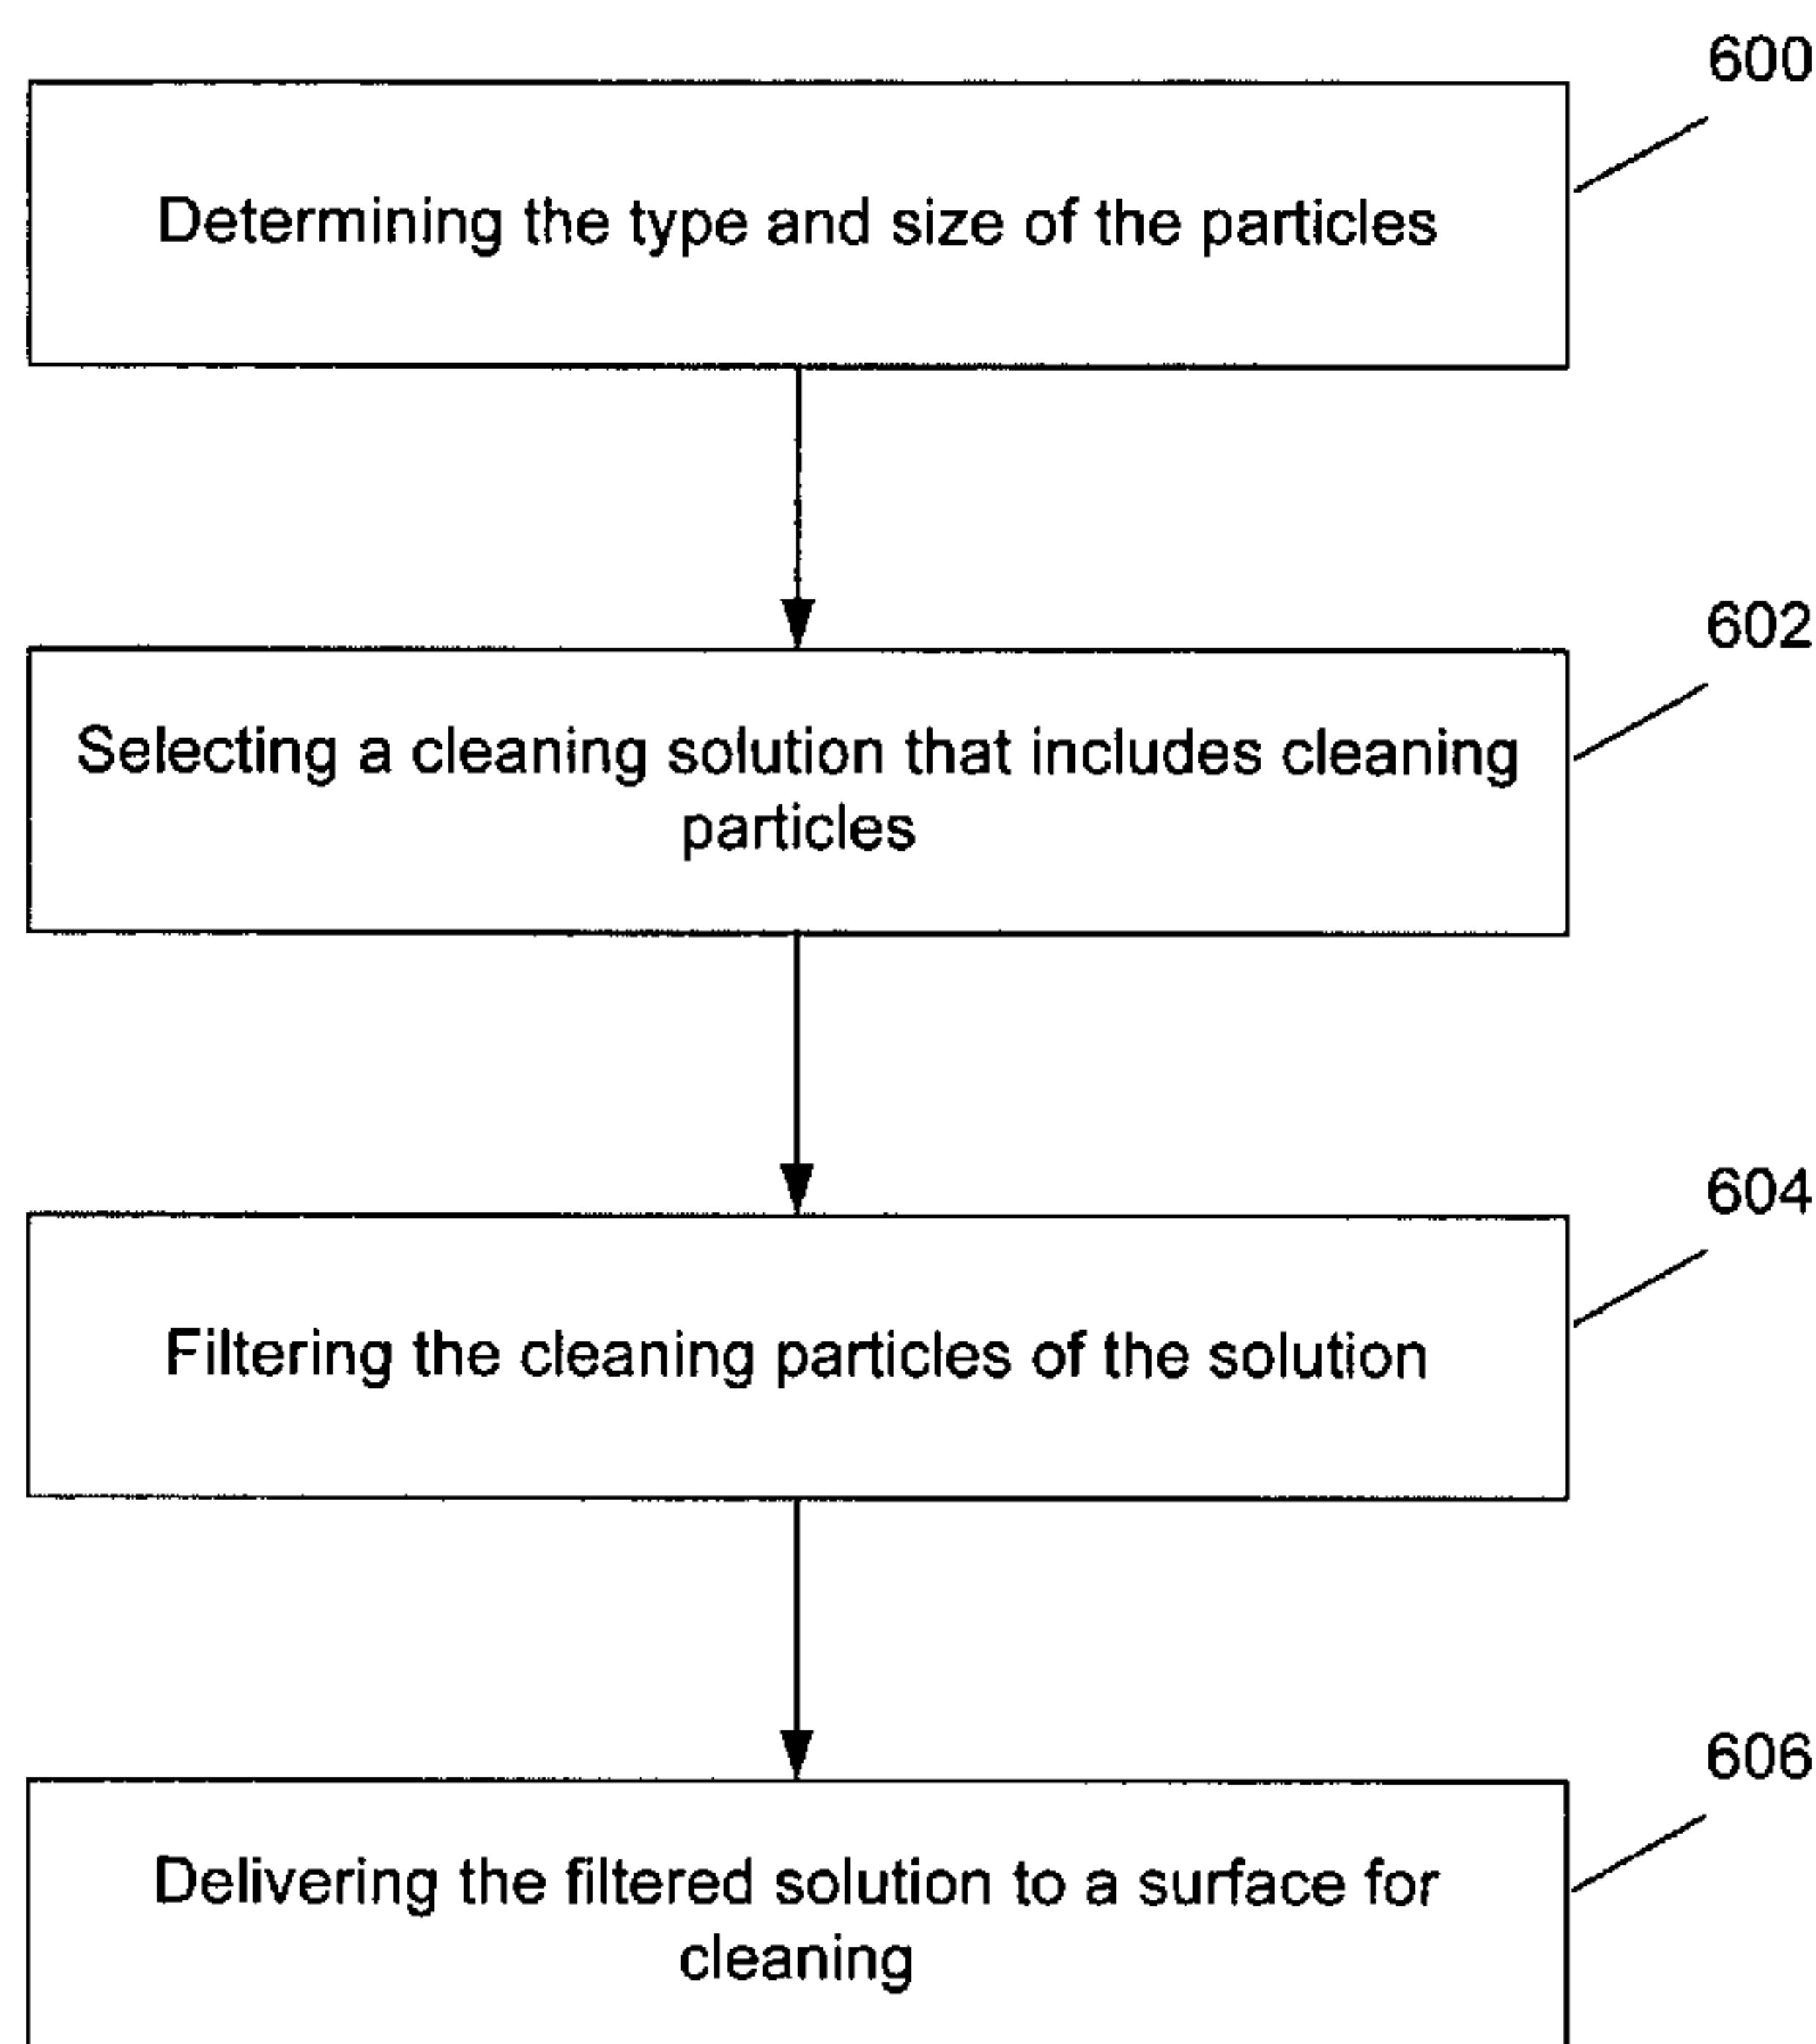 600
Determining the type and size of the particles
602
Selecting a cleaning solution that includes cleaning
particles
604
Filtering the cleaning particles of the solution
606
Delivering the filtered solution to a surface for
cleaning